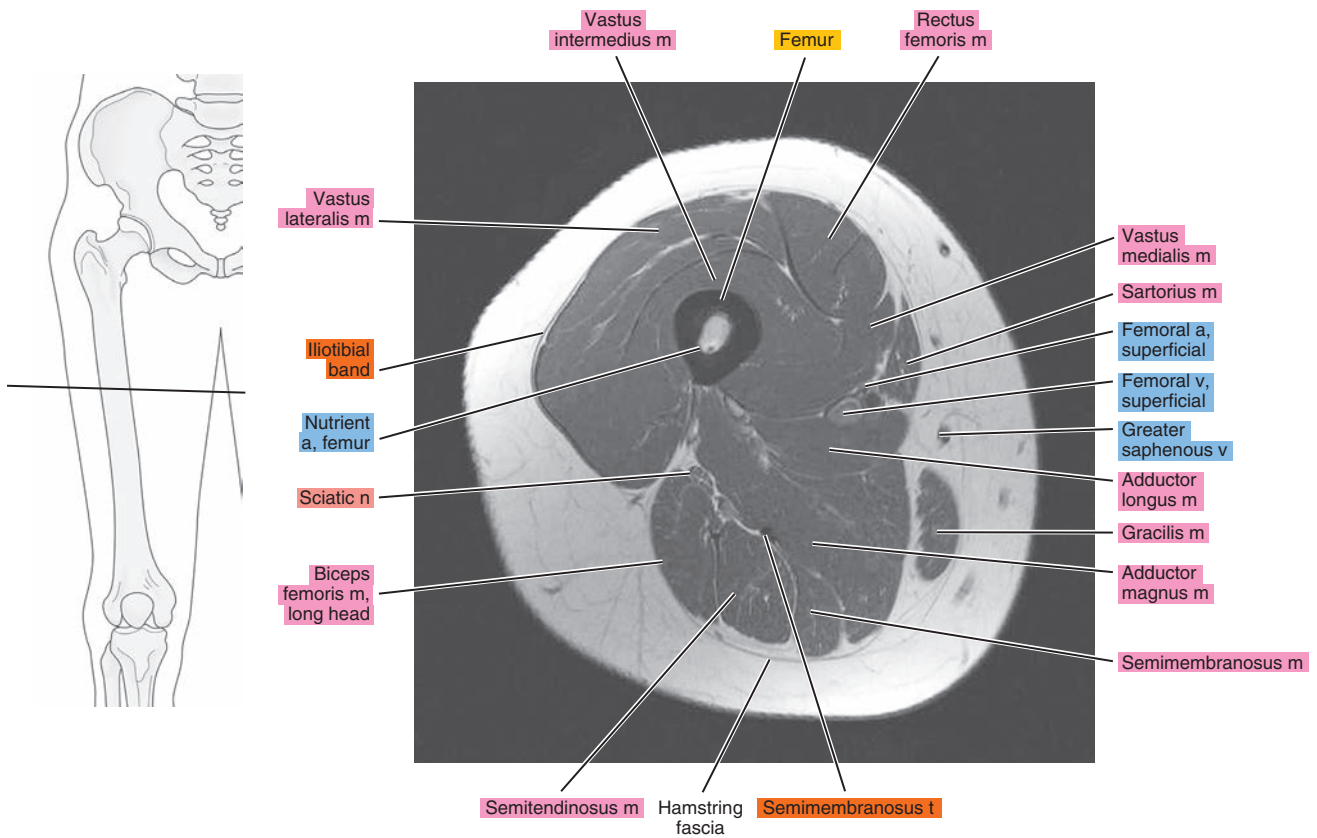 Vastus
intermedius m
Femur
Rectus
femoris m
Vastus
lateralis m
Iliotibial
band
Nutrient
a, femur
Sciatic n
Biceps
femoris m,
long head
Vastus
medialis m
Sartorius m
Femoral a,
superficial
Femoral v,
superficial
Greater
saphenous v
Adductor
longus m
Gracilis m
Adductor
magnus m
Semimembranosus m
Semitendinosus m
Hamstring
fascia
Semimembranosus t